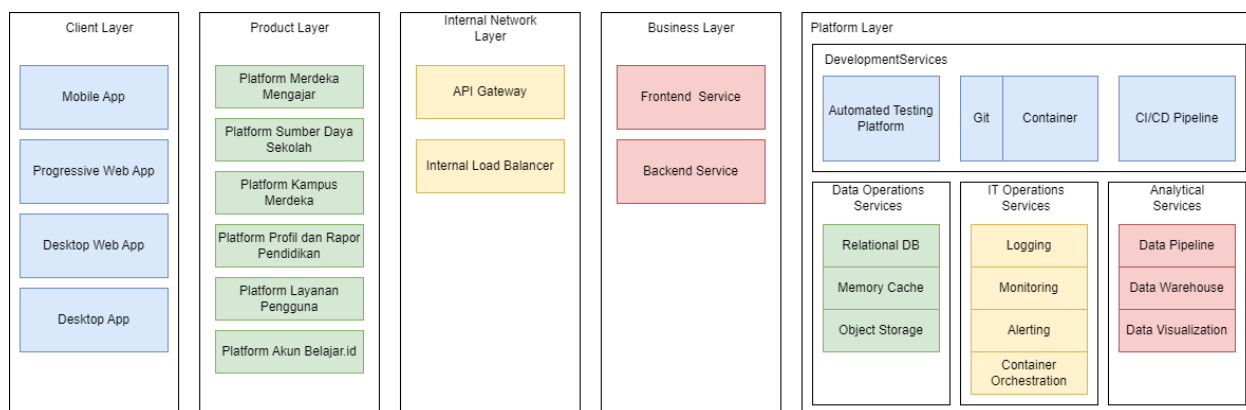 Client Layer
Mobile App
Progressive Web App
Desktop Web App
Desktop App
Product Layer
Platform Merdeka
Mengajar
Platform Sumber Daya
Sekolah
Platform Kampus
Merdeka
Platform Profil dan Rapor
Pendidikan
Platform Layanan
Pengguna
Platform Akun Belajar.id
Internal Network
Layer
API Gateway
Internal Load Balancer
Business Layer
Frontend Service
Backend Service
Platform Layer
DevelopmentServices
Automated Testing
Platform
Git
Container
CI/CD Pipeline
Data Operations
Services
Relational DB
Memory Cache
Object Storage
IT Operations
Services
Logging
Monitoring
Alerting
Container
Orchestration
Analytical
Services
Data Pipeline
Data Warehouse
Data Visualization